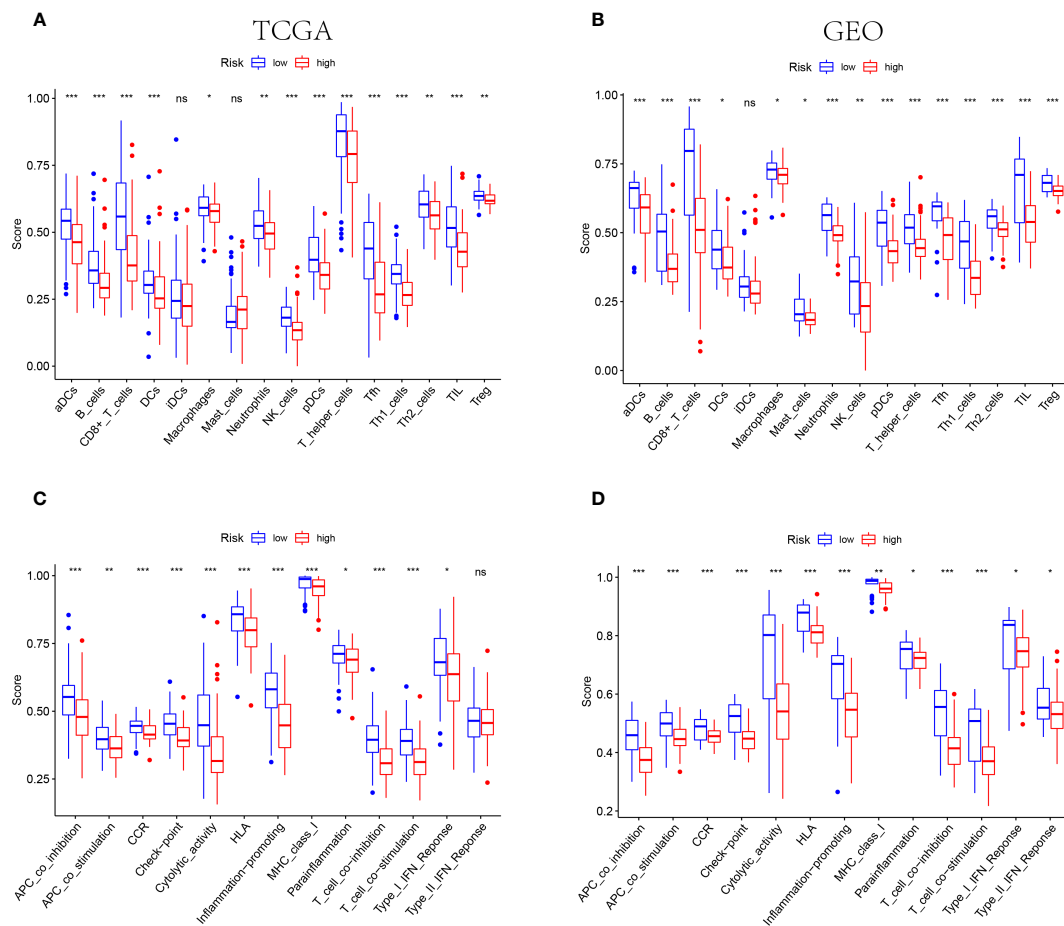 A
TCGA
Risk low high
*** *** *** *** ns * ns ** *** *** *** *** *** ** *** **
1.00
0.75
0.50
0.25
0.00
Score
aDCs
B_cells
CD8+_T_cells
DCs
iDCs
Macrophages
Mast_cells
Neutrophils
NK_cells
pDCs
T_helper_cells
Tfh
Th1_cells
Th2_cells
TIL
Treg
B
GEO
Risk low high
*** *** *** * ns * * *** ** *** *** *** *** *** *** ***
1.00
0.75
0.50
0.25
0.00
Score
aDCs
B_cells
CD8+_T_cells
DCs
iDCs
Macrophages
Mast_cells
Neutrophils
NK_cells
pDCs
T_helper_cells
Tfh
Th1_cells
Th2_cells
TIL
Treg
C
Risk low high
*** ** *** *** *** *** *** *** * *** *** * ns
1.00
0.75
0.50
0.25
Score
APC_co_inhibition
APC_co_stimulation
CCR
Check-point
Cytolytic_activity
HLA
Inflammation-promoting
MHC_class_I
Parainflammation
T_cell_co-inhibition
T_cell_co-stimulation
Type_I_IFN_Reponse
Type_II_IFN_Reponse
D
Risk low high
*** *** *** *** *** *** *** ** * *** *** * *
1.0
0.8
0.6
0.4
0.2
Score
APC_co_inhibition
APC_co_stimulation
CCR
Check-point
Cytolytic_activity
HLA
Inflammation-promoting
MHC_class_I
Parainflammation
T_cell_co-inhibition
T_cell_co-stimulation
Type_I_IFN_Reponse
Type_II_IFN_Reponse